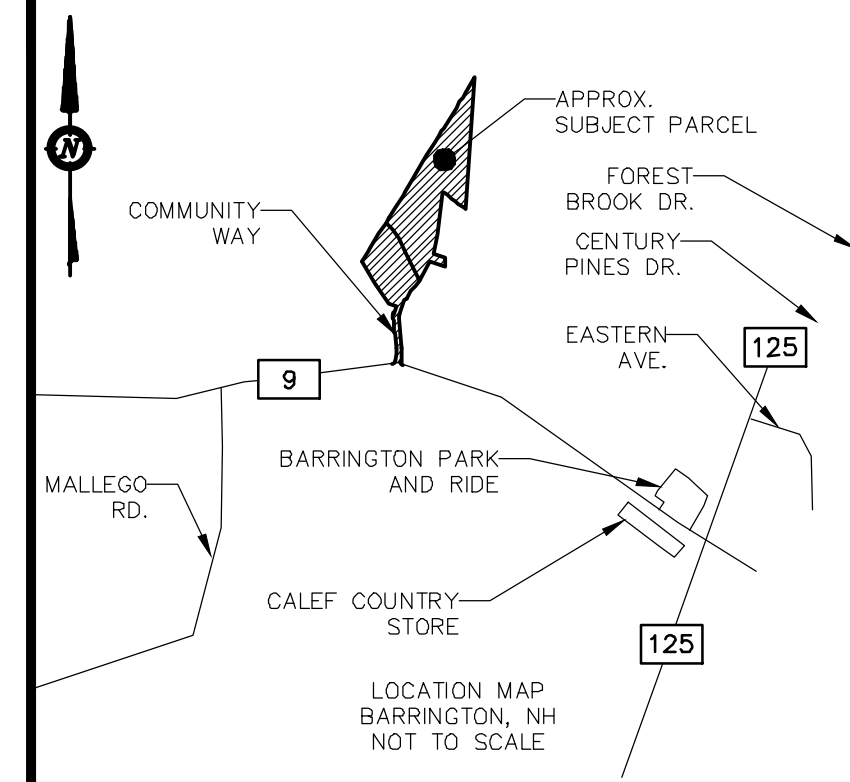 N
APPROX.
SUBJECT PARCEL
COMMUNITY
WAY
FOREST
BROOK DR.
CENTURY
PINES DR.
EASTERN
AVE.
125
9
BARRINGTON PARK
AND RIDE
MALLEGO
RD.
CALEF COUNTRY
STORE
125
LOCATION MAP
BARRINGTON, NH
NOT TO SCALE